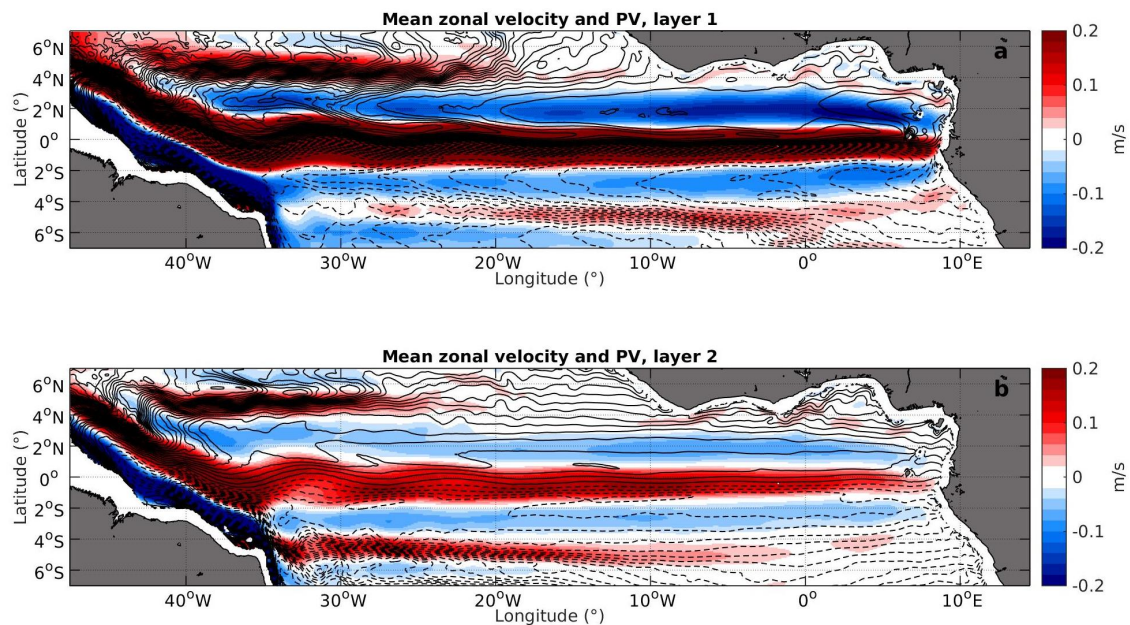 Mean zonal velocity and PV, layer 1
a
Latitude (°)
6°N
4°N
2°N
0°
2°S
4°S
6°S
40°W 30°W 20°W 10°W 0° 10°E
Longitude (°)
0.2
0.1
0
-0.1
-0.2
m/s
Mean zonal velocity and PV, layer 2
b
Latitude (°)
6°N
4°N
2°N
0°
2°S
4°S
6°S
40°W 30°W 20°W 10°W 0° 10°E
Longitude (°)
0.2
0.1
0
-0.1
-0.2
m/s